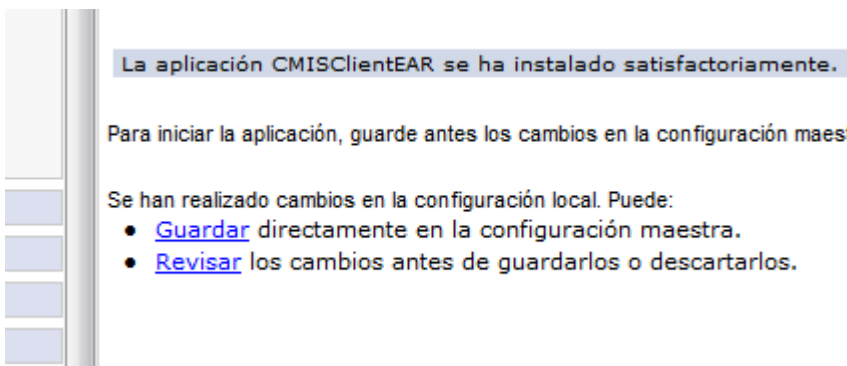 La aplicación CMISClientEAR se ha instalado satisfactoriamente.
Para iniciar la aplicación, guarde antes los cambios en la configuración
Se han realizado cambios en la configuración local. Puede:
● Guardar directamente en la configuración maestra.
● Revisar los cambios antes de guardarlos o descartarlos.